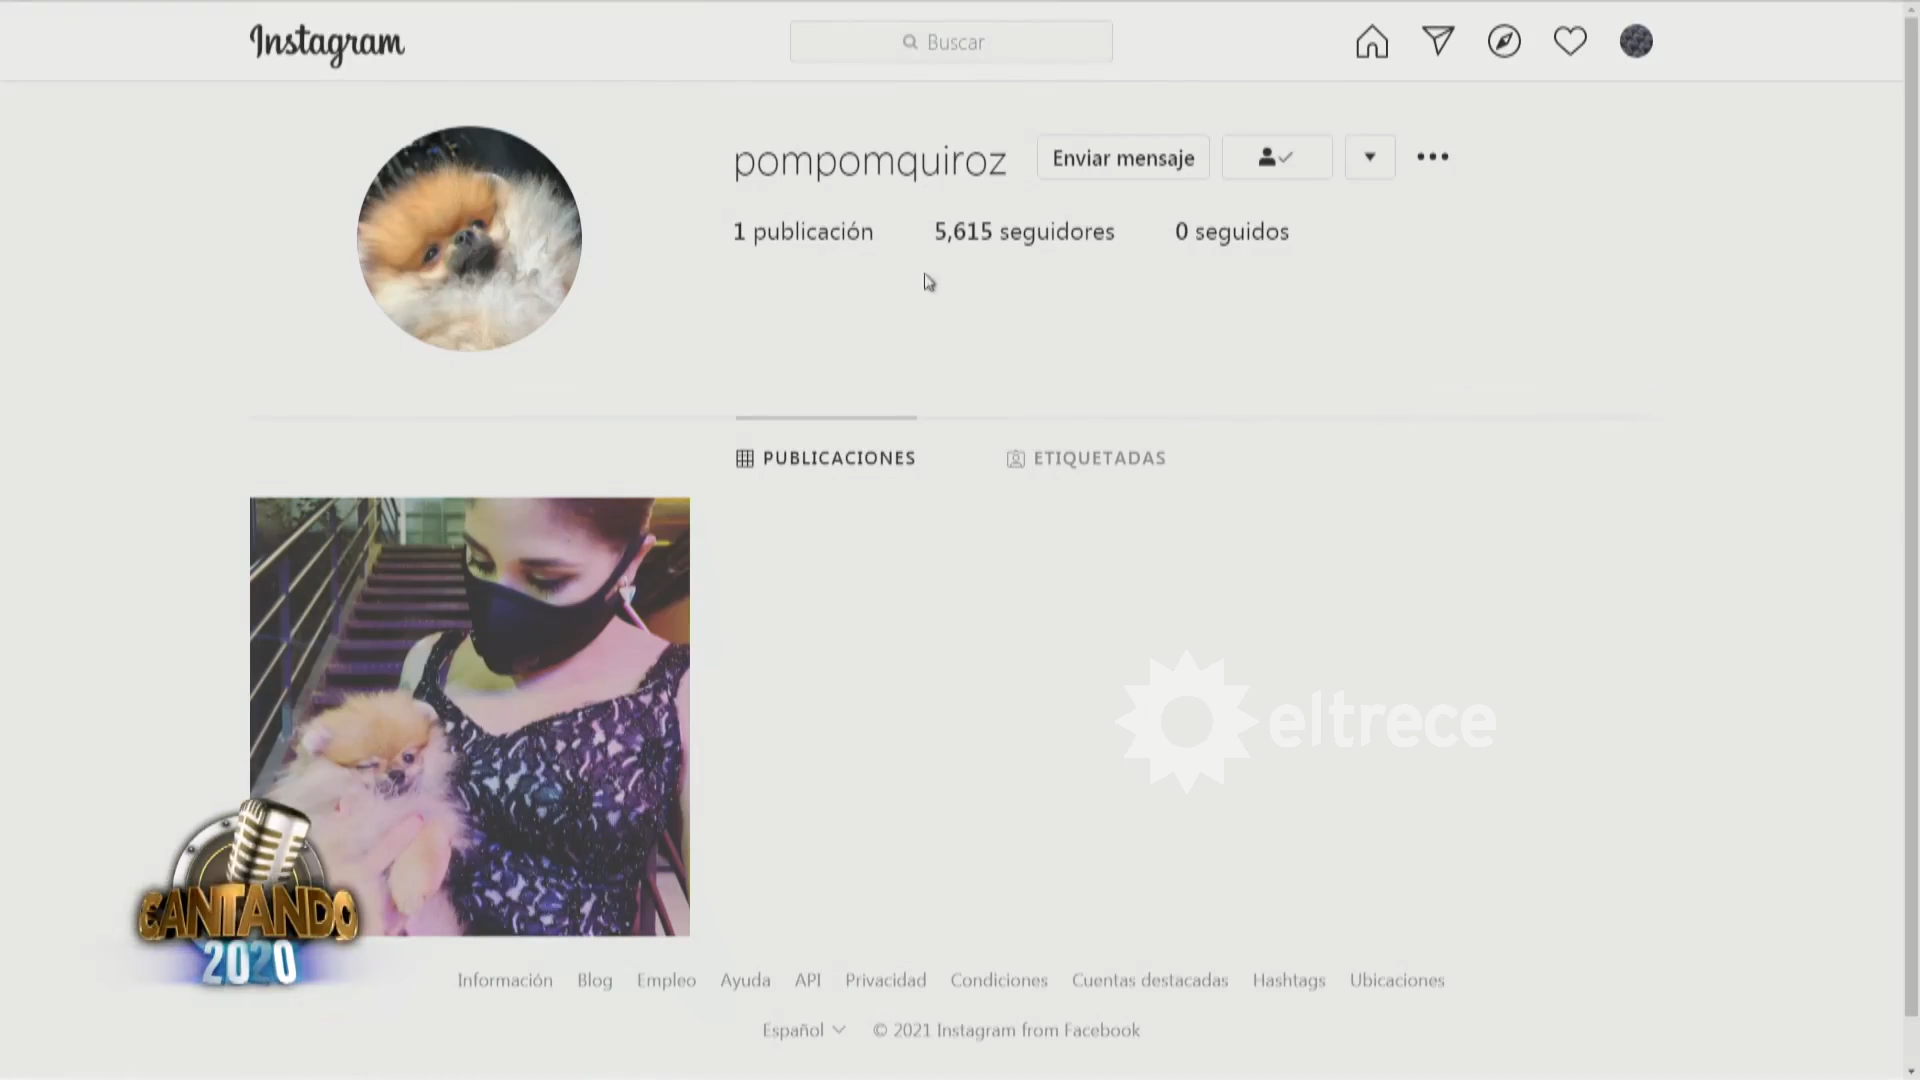 Instagram
Buscar
pompomquiroz
Enviar mensaje
1 publicación
5,615 seguidores
0 seguidos
PUBLICACIONES
ETIQUETADAS
eltrece
CANTANDO
2020
Información Blog Empleo Ayuda API Privacidad Condiciones Cuentas destacadas Hashtags Ubicaciones
Español © 2021 Instagram from Facebook